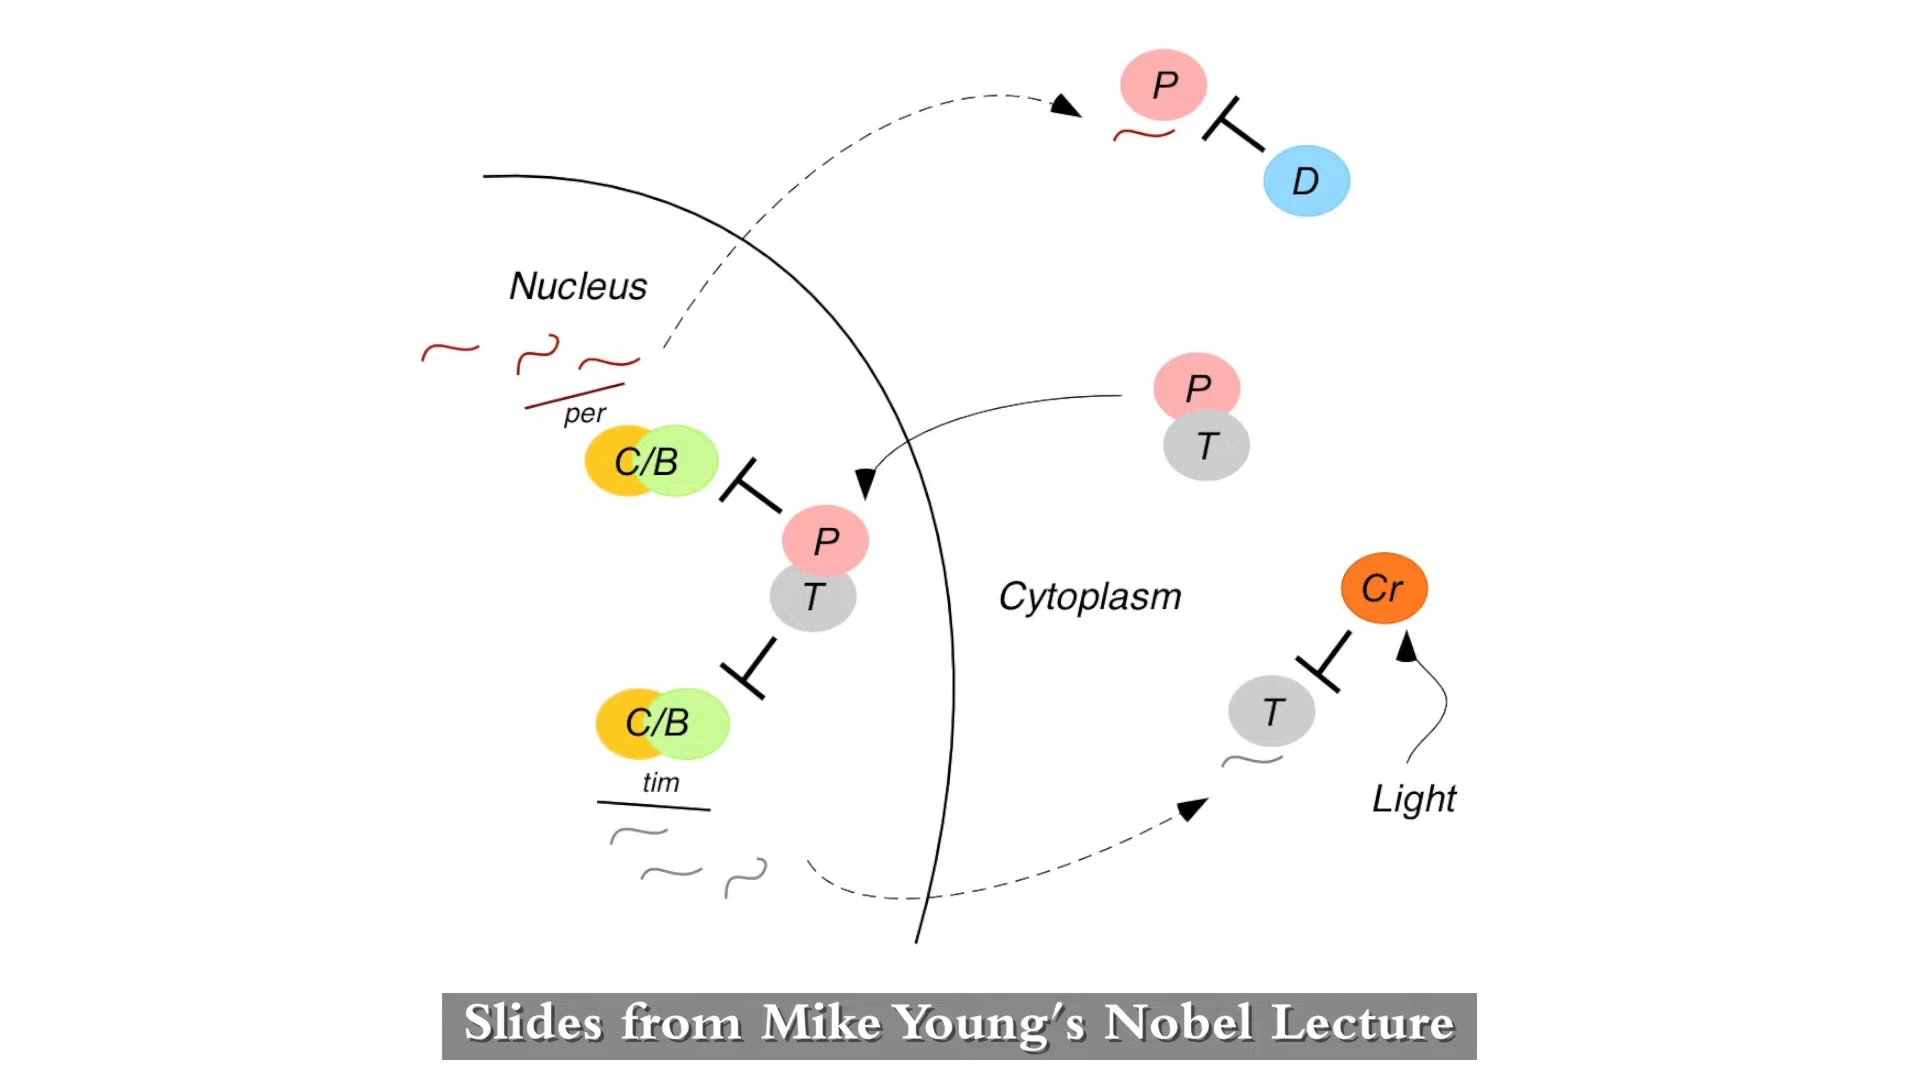 P
D
Nucleus
per
C/B
P
T
P
T
Cytoplasm
Cr
C/B
tim
T
Light
Slides from Mike Young's Nobel Lecture